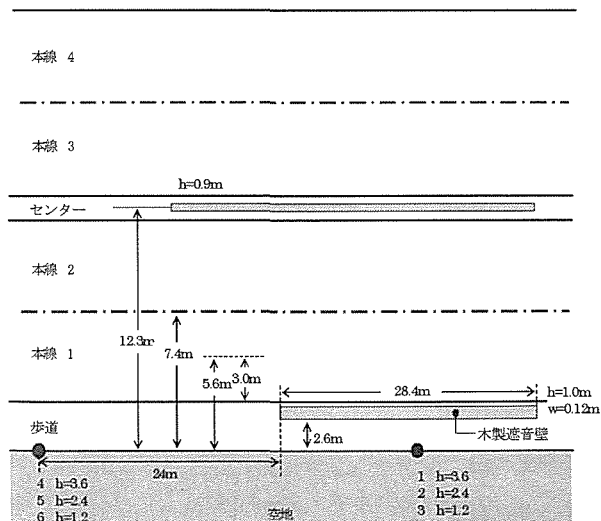 本線 4
本線 3
h=0.9m
センター
本線 2
12.3m
7.4m
本線 1
5.6m
3.0m
28.4m
h=1.0m
w=0.12m
歩道
2.6m
木製遮音壁
24m
4 h=3.6
5 h=2.4
6 h=1.2
空地
1 h=3.6
2 h=2.4
3 h=1.2